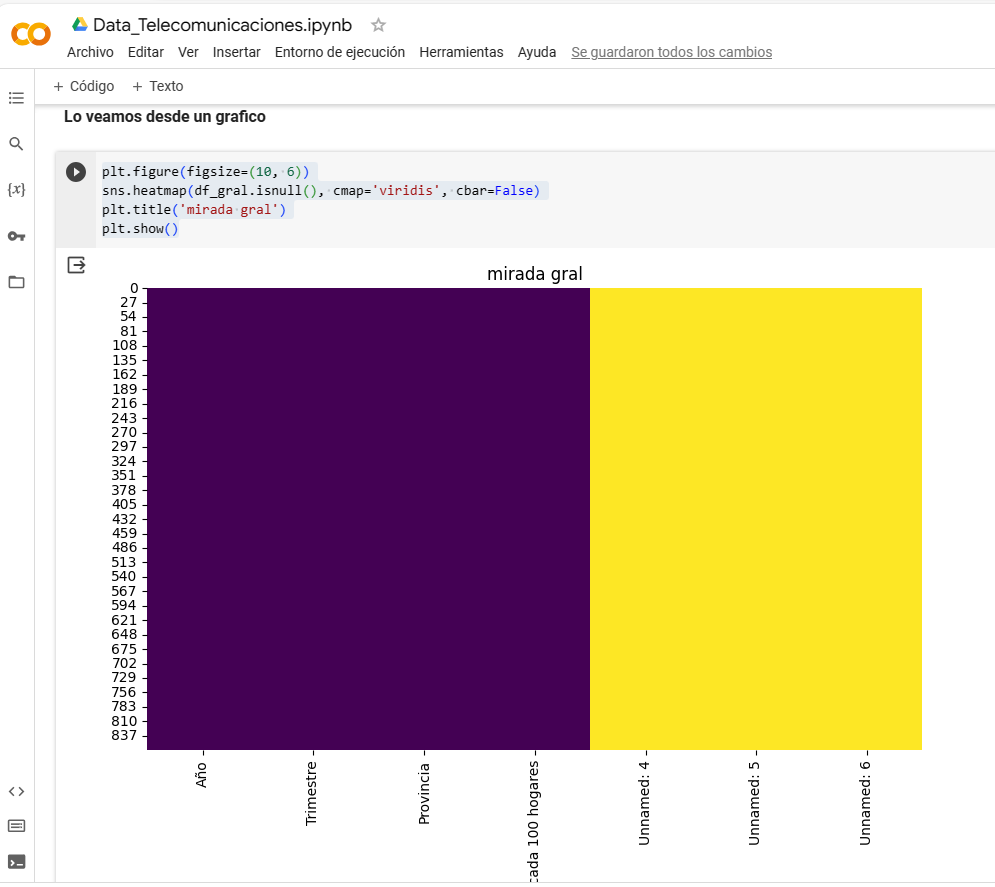 Data_Telecomunicaciones.ipynb
Archivo Editar Ver Insertar Entorno de ejecución Herramientas Ayuda Se guardaron todos los cambios
+ Código + Texto
Lo veamos desde un grafico
{x}
plt.figure(figsize=(10, 6))
sns.heatmap(df_gral.isnull(), cmap='viridis', cbar=False)
plt.title('mirada gral')
plt.show()
mirada gral
0
27
54
81
108
135
162
189
216
243
270
297
324
351
378
405
432
459
486
513
540
567
594
621
648
675
702
729
756
783
810
837
Año
Trimestre
Provincia
cada 100 hogares
Unnamed: 4
Unnamed: 5
Unnamed: 6